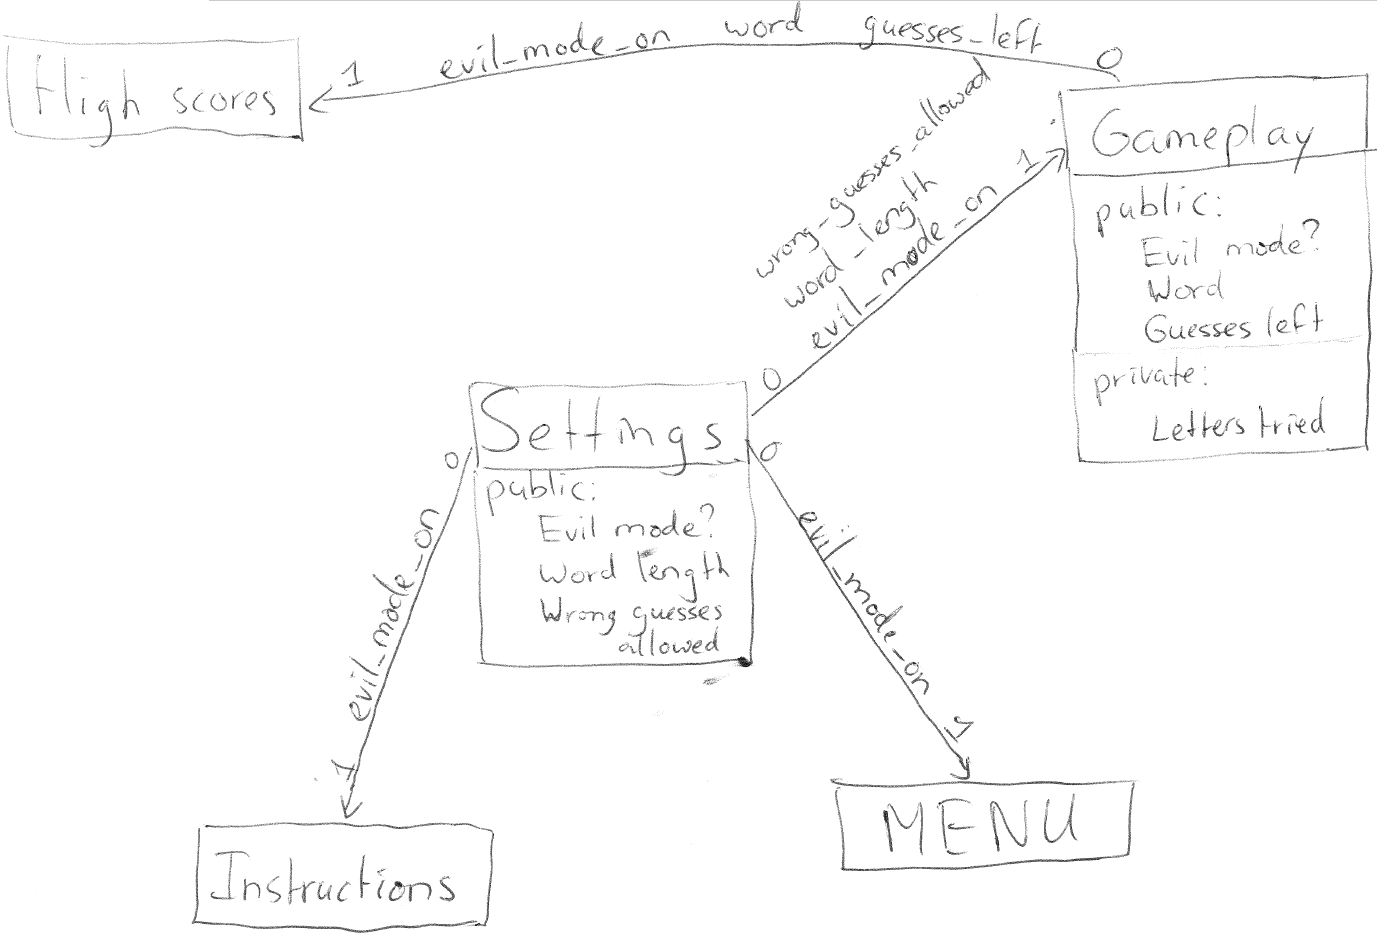 evil_mode_on word guesses_left
0
1
High scores
Gameplay
public:
Evil mode?
Word
Guesses left
private:
Letters tried
wrong_guesses_allowed
word_length
evil_mode_on
1
0
Settings
public:
Evil mode?
Word length
Wrong guesses
allowed
0
evil_mode_on
1
0
evil_mode_on
1
Instructions
MENU